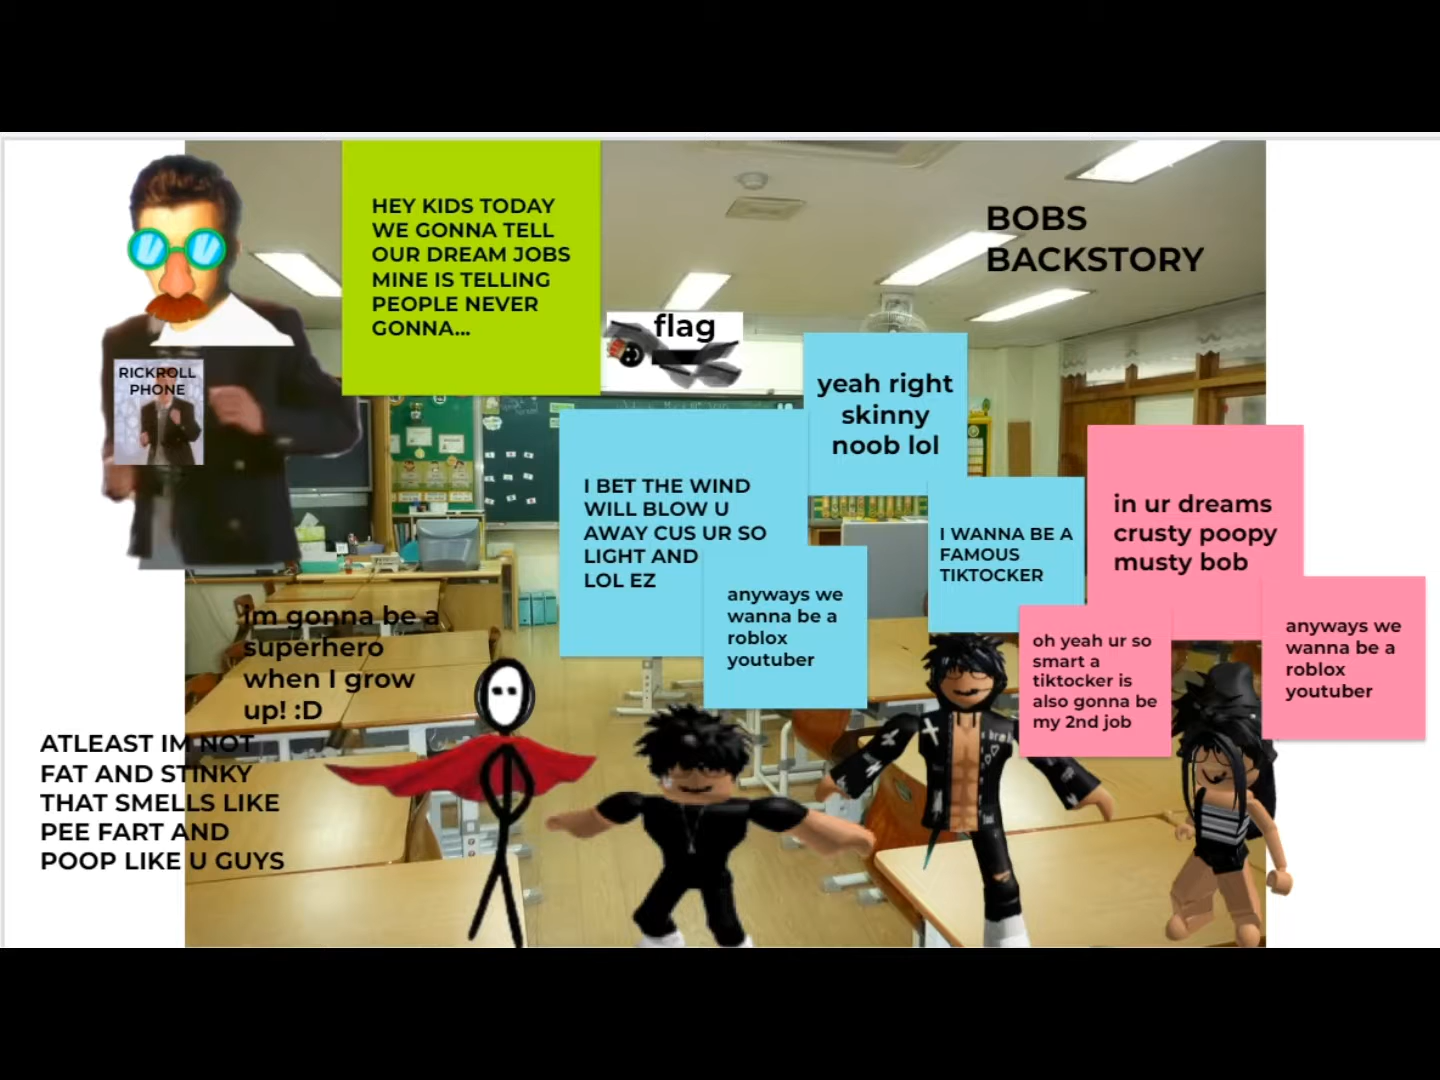 HEY KIDS TODAY
WE GONNA TELL
OUR DREAM JOBS
MINE IS TELLING
PEOPLE NEVER
GONNA...
BOBS
BACKSTORY
flag
RICKROLL
PHONE
yeah right
skinny
noob lol
I BET THE WIND
WILL BLOW U
AWAY CUS UR SO
LIGHT AND
LOL EZ
I WANNA BE A
FAMOUS
TIKTOCKER
in ur dreams
crusty poopy
musty bob
anyways we
wanna be a
roblox
youtuber
oh yeah ur so
smart a
tiktocker is
also gonna be
my 2nd job
anyways we
wanna be a
roblox
youtuber
im gonna be a
superhero
when I grow
up! :D
ATLEAST IM NOT
FAT AND STINKY
THAT SMELLS LIKE
PEE FART AND
POOP LIKE U GUYS